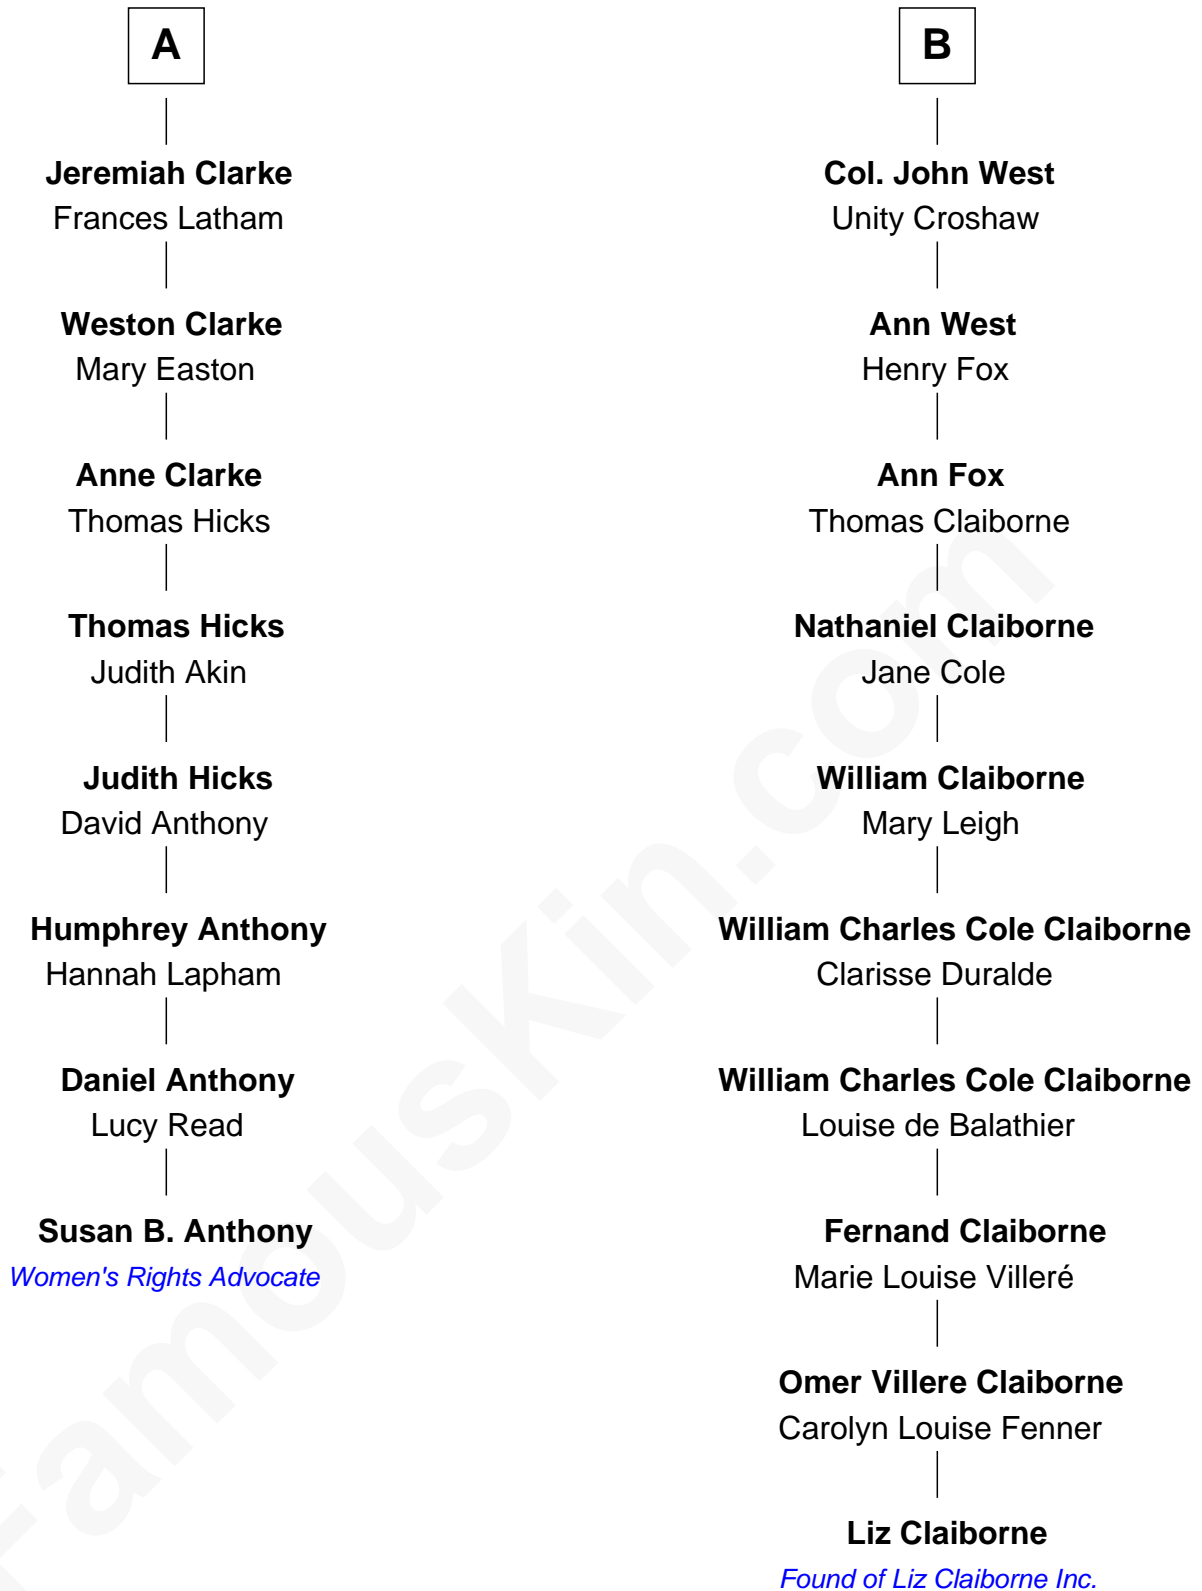 A
Jeremiah Clarke
Frances Latham
Weston Clarke
Mary Easton
Anne Clarke
Thomas Hicks
Thomas Hicks
Judith Akin
Judith Hicks
David Anthony
Humphrey Anthony
Hannah Lapham
Daniel Anthony
Lucy Read
Susan B. Anthony
Women's Rights Advocate
B
Col. John West
Unity Croshaw
Ann West
Henry Fox
Ann Fox
Thomas Claiborne
Nathaniel Claiborne
Jane Cole
William Claiborne
Mary Leigh
William Charles Cole Claiborne
Clarisse Duralde
William Charles Cole Claiborne
Louise de Balathier
Fernand Claiborne
Marie Louise Villeré
Omer Villere Claiborne
Carolyn Louise Fenner
Liz Claiborne
Found of Liz Claiborne Inc.
FamousKin.com